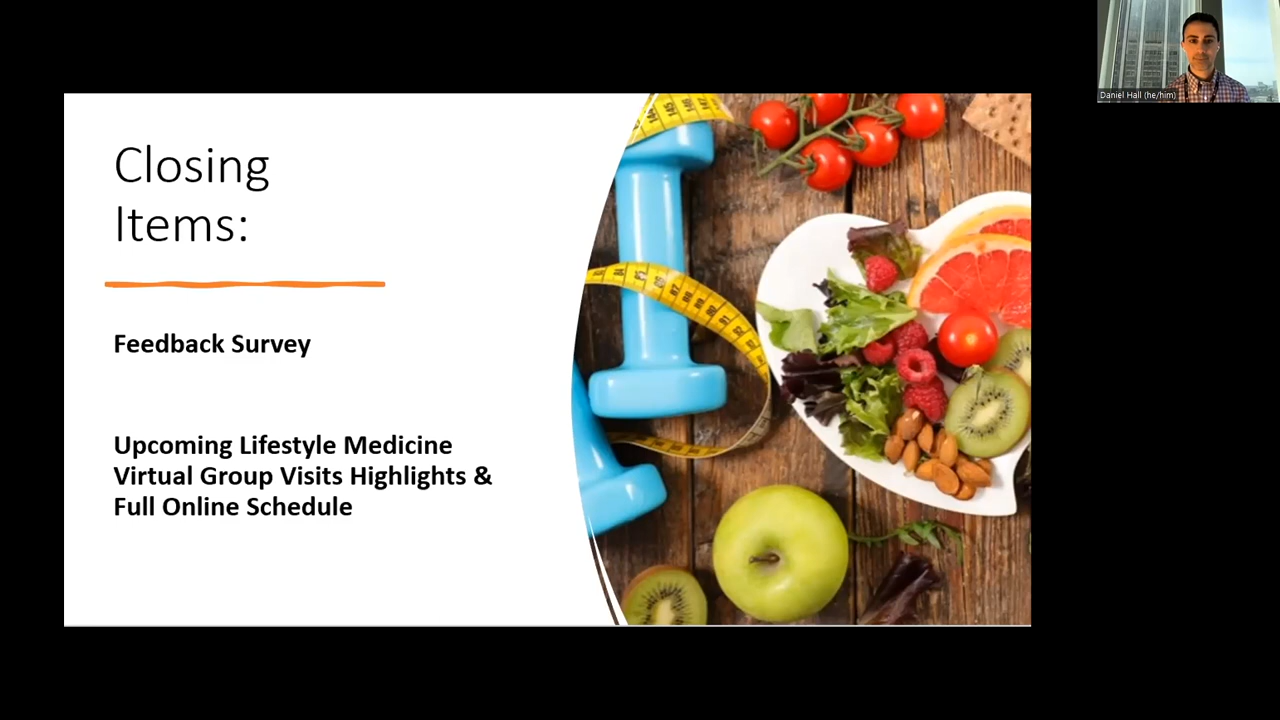 Daniel Hall (he/him)
Closing
Items:
Feedback Survey
Upcoming Lifestyle Medicine
Virtual Group Visits Highlights &
Full Online Schedule